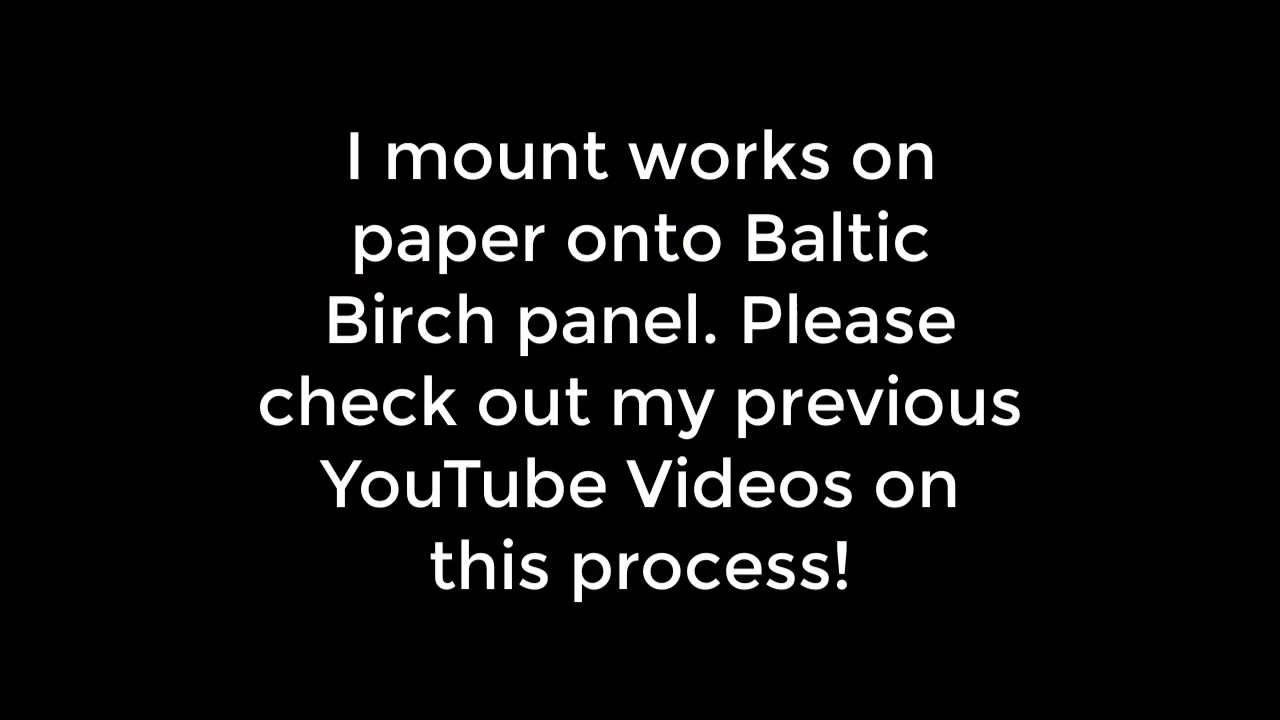 I mount works on
paper onto Baltic
Birch panel. Please
check out my previous
YouTube Videos on
this process!